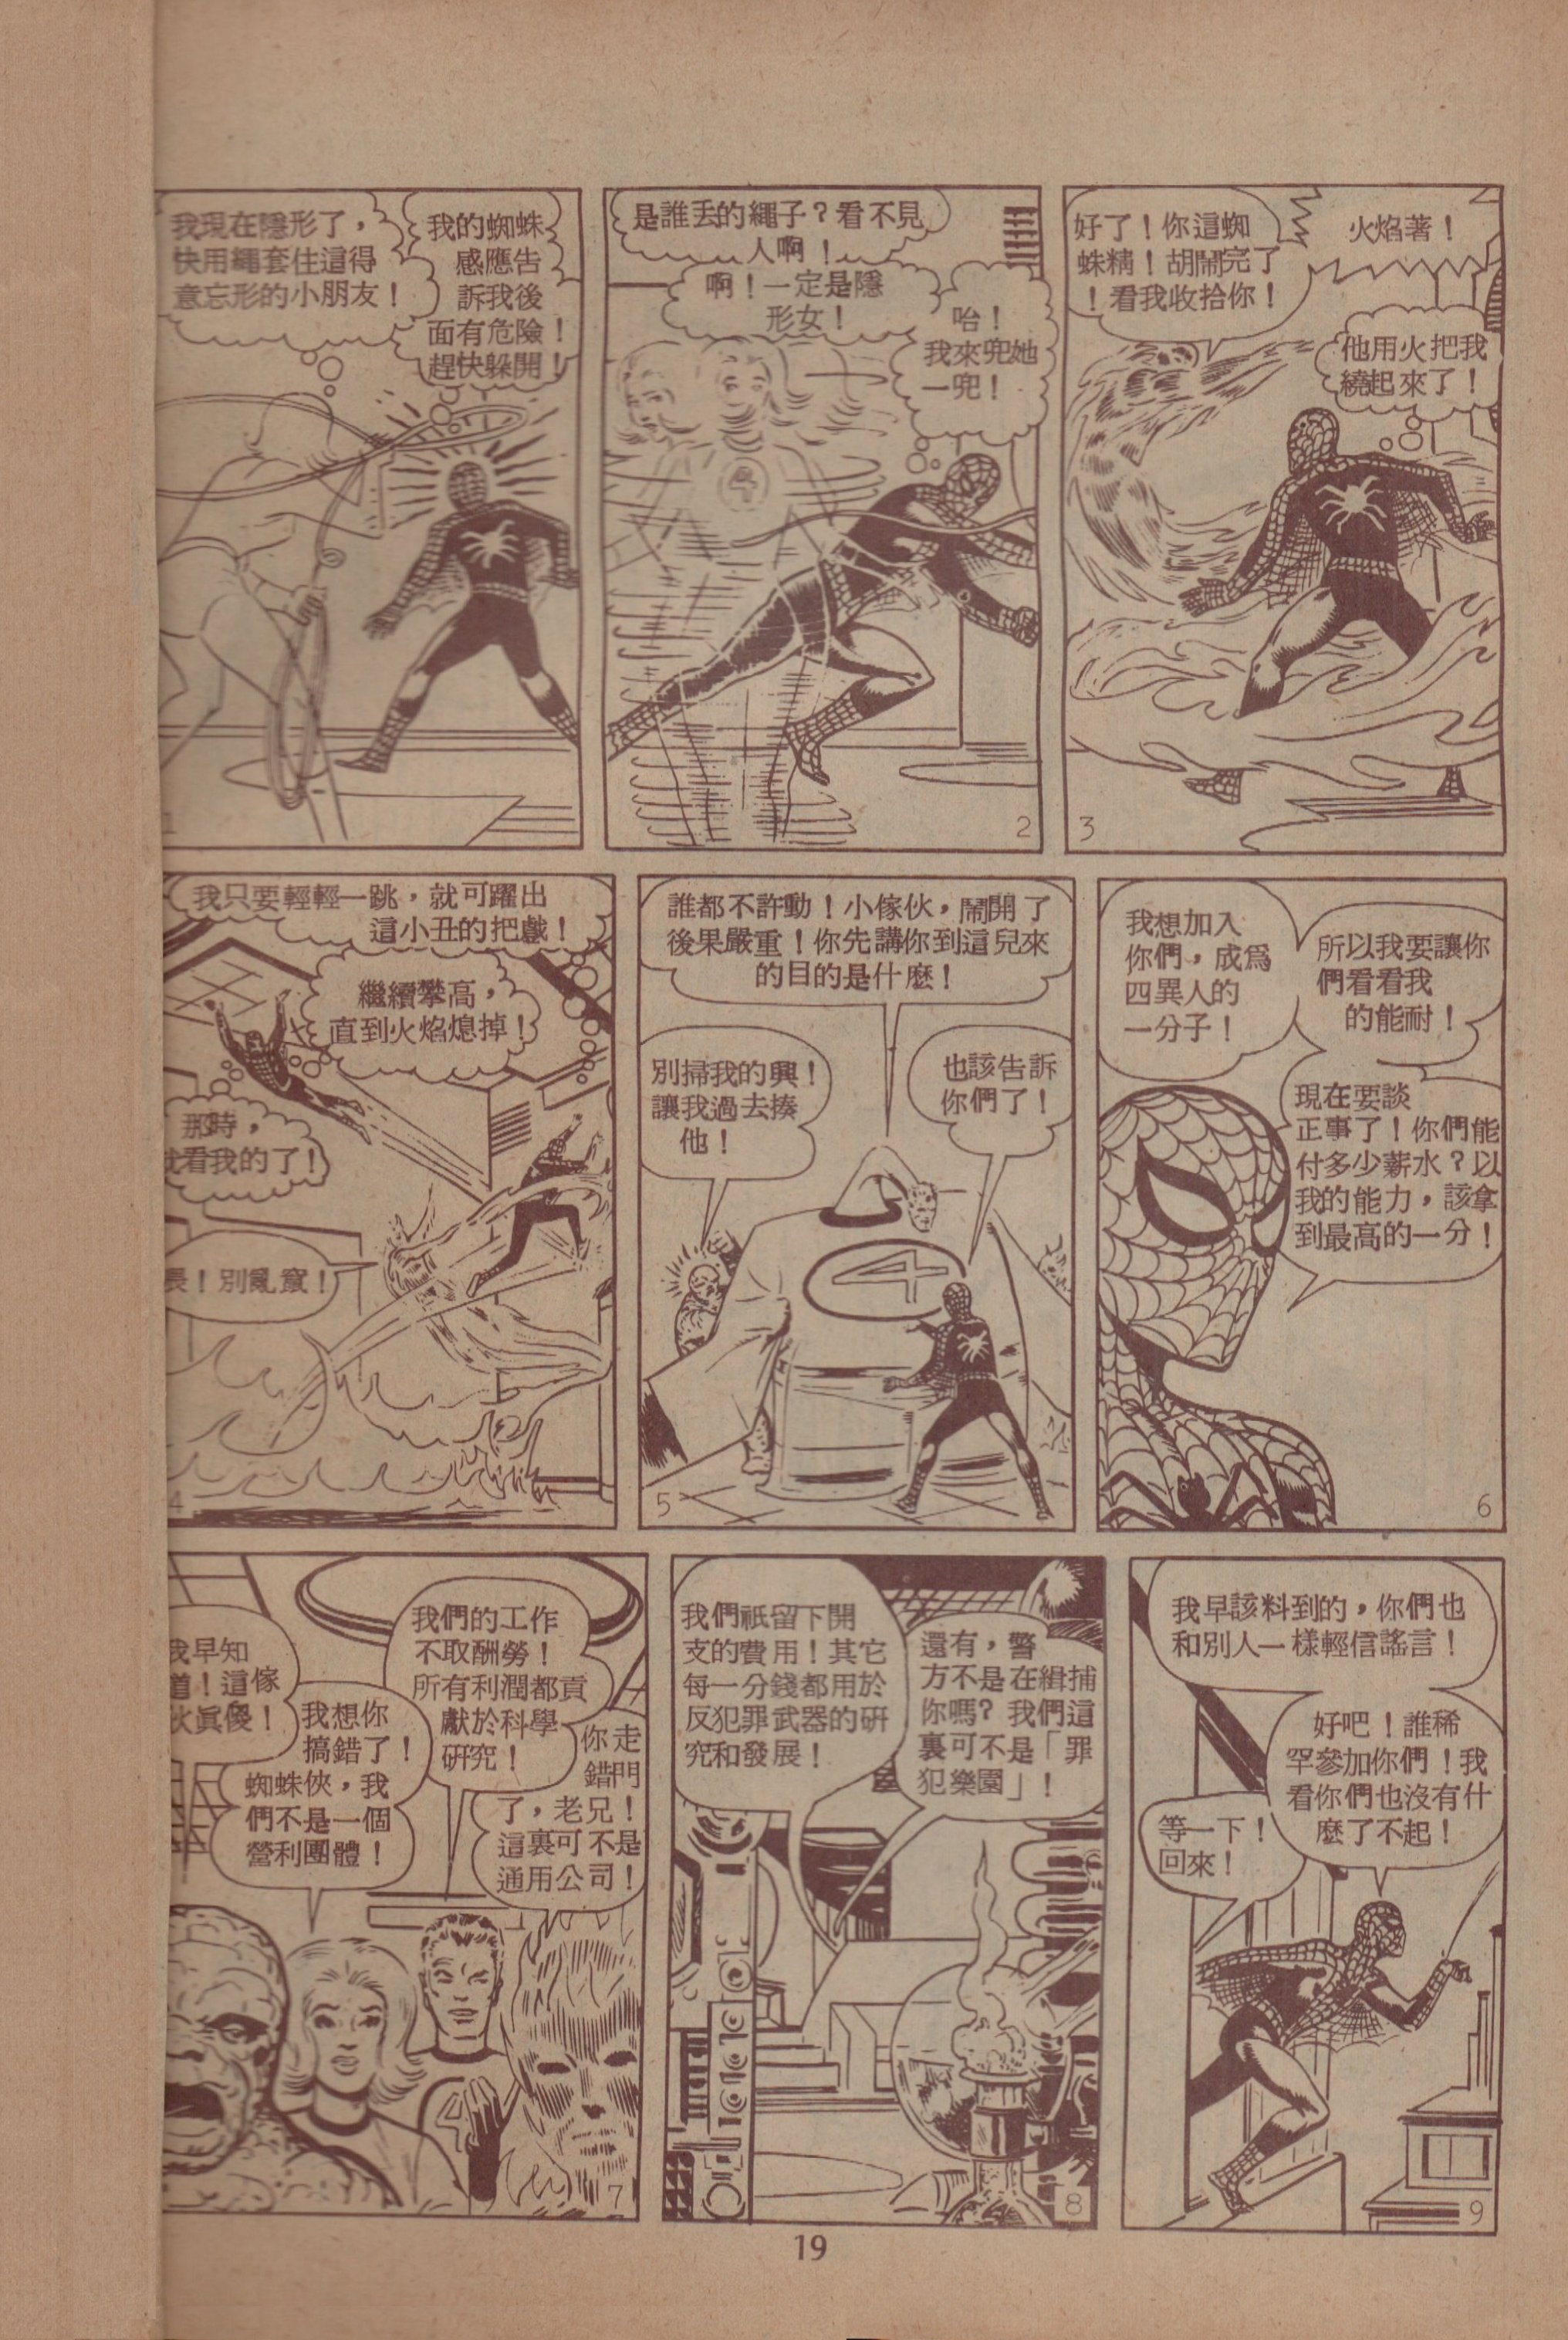 我現在隱形了，
快用繩套住這得
意忘形的小朋友！
我的蜘蛛
感應告
訴我後
面有危險！
趕快躲開！
1
是誰丟的繩子？看不見
人啊！
啊！一定是隱
形女！
咍！
我來兜她
一兜！
2
好了！你這蜘
蛛精！胡鬧完了
！看我收拾你！
火焰著！
他用火把我
繞起來了！
3
我只要輕輕一跳，就可躍出
這小丑的把戲！
繼續攀高，
直到火焰熄掉！
那時，
看我的了！
！別亂竄！
4
誰都不許動！小傢伙，鬧開了
後果嚴重！你先講你到這兒來
的目的是什麼！
別掃我的興！
讓我過去揍
他！
也該告訴
你們了！
4
5
我想加入
你們，成爲
四異人的
一分子！
所以我要讓你
們看看我
的能耐！
現在要談
正事了！你們能
付多少薪水？以
我的能力，該拿
到最高的一分！
6
我早知
道！這傢
伙眞傻！
我想你
搞錯了！
蜘蛛俠，我
們不是一個
營利團體！
我們的工作
不取酬勞！
所有利潤都貢
獻於科學
研究！
你走
錯門
了，老兄！
這裏可不是
通用公司！
4
7
我們祇留下開
支的費用！其它
每一分錢都用於
反犯罪武器的研
究和發展！
還有，警
方不是在緝捕
你嗎？我們這
裏可不是「罪
犯樂園」！
8
我早該料到的，你們也
和別人一樣輕信謠言！
好吧！誰稀
罕參加你們！我
看你們也沒有什
麼了不起！
等一下！
回來！
9
19